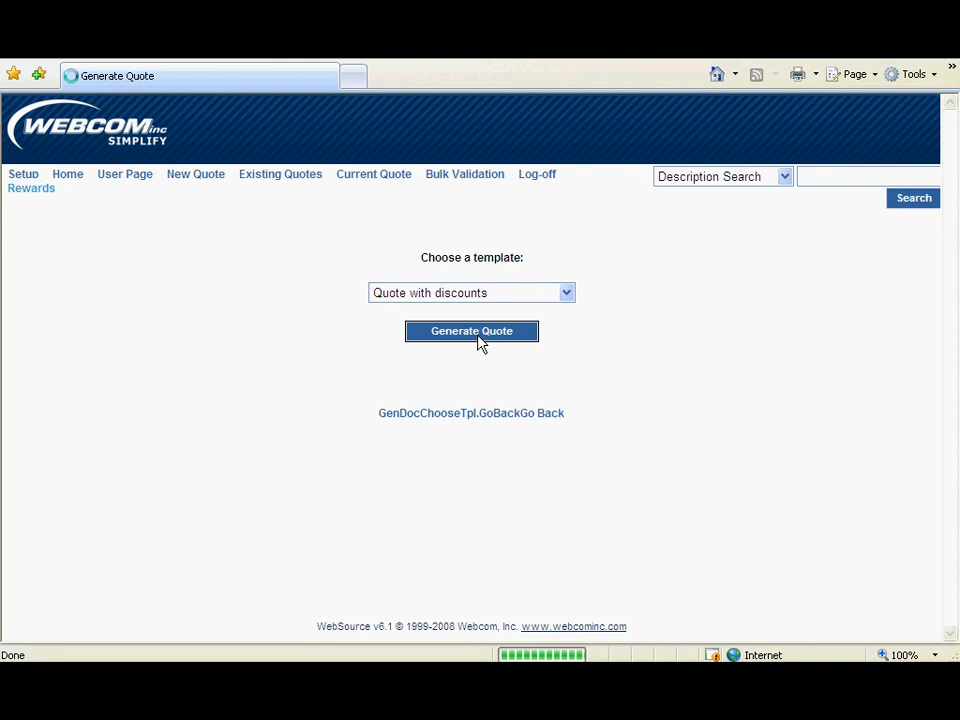 Generate Quote
Page
Tools
WEBCOM inc
SIMPLIFY
Setup Home User Page New Quote Existing Quotes Current Quote Bulk Validation Log-off
Rewards
Description Search
Search
Choose a template:
Quote with discounts
Generate Quote
GenDocChooseTpl.GoBackGo Back
WebSource v6.1 © 1999-2008 Webcom, Inc. www.webcominc.com
Done
Internet
100%